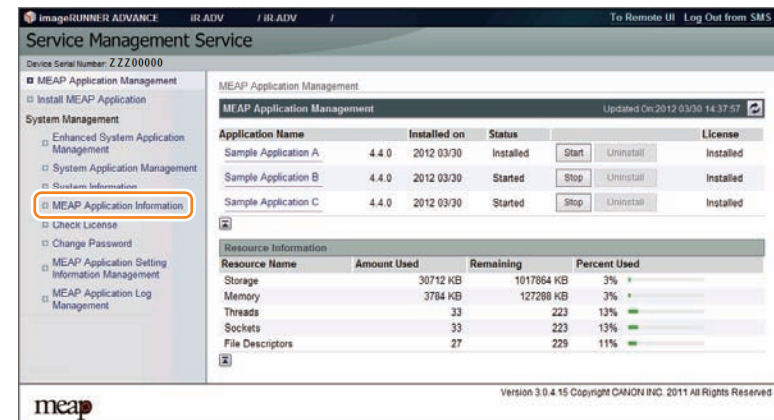 imageRUNNER ADVANCE iR ADV / iR ADV / To Remote UI Log Out from SMS
Service Management Service
Device Serial Number: ZZZ00000
MEAP Application Management
Install MEAP Application
System Management
Enhanced System Application
Management
System Application Management
System Information
MEAP Application Information
Check License
Change Password
MEAP Application Setting
Information Management
MEAP Application Log
Management
MEAP Application Management
MEAP Application Management Updated On:2012 03/30 14:37:57
Application Name Installed on Status License
Sample Application A 4.4.0 2012 03/30 Installed Start Uninstall Installed
Sample Application B 4.4.0 2012 03/30 Started Stop Uninstall Installed
Sample Application C 4.4.0 2012 03/30 Started Stop Uninstall Installed
Resource Information
Resource Name Amount Used Remaining Percent Used
Storage 30712 KB 1017864 KB 3%
Memory 3784 KB 127288 KB 3%
Threads 33 223 13%
Sockets 33 223 13%
File Descriptors 27 229 11%
Version 3.0.4.15 Copyright CANON INC. 2011 All Rights Reserved
meap